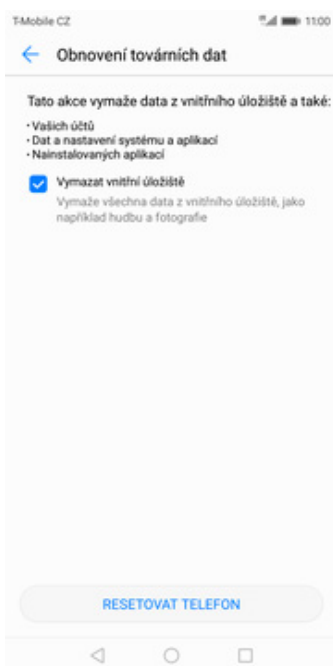 T-Mobile CZ 11:00
Obnovení továrních dat
Tato akce vymaže data z vnitřního úložiště a také:
• Vašich účtů
• Dat a nastavení systému a aplikací
• Nainstalovaných aplikací
Vymazat vnitřní úložiště
Vymaže všechna data z vnitřního úložiště, jako
například hudbu a fotografie
RESETOVAT TELEFON